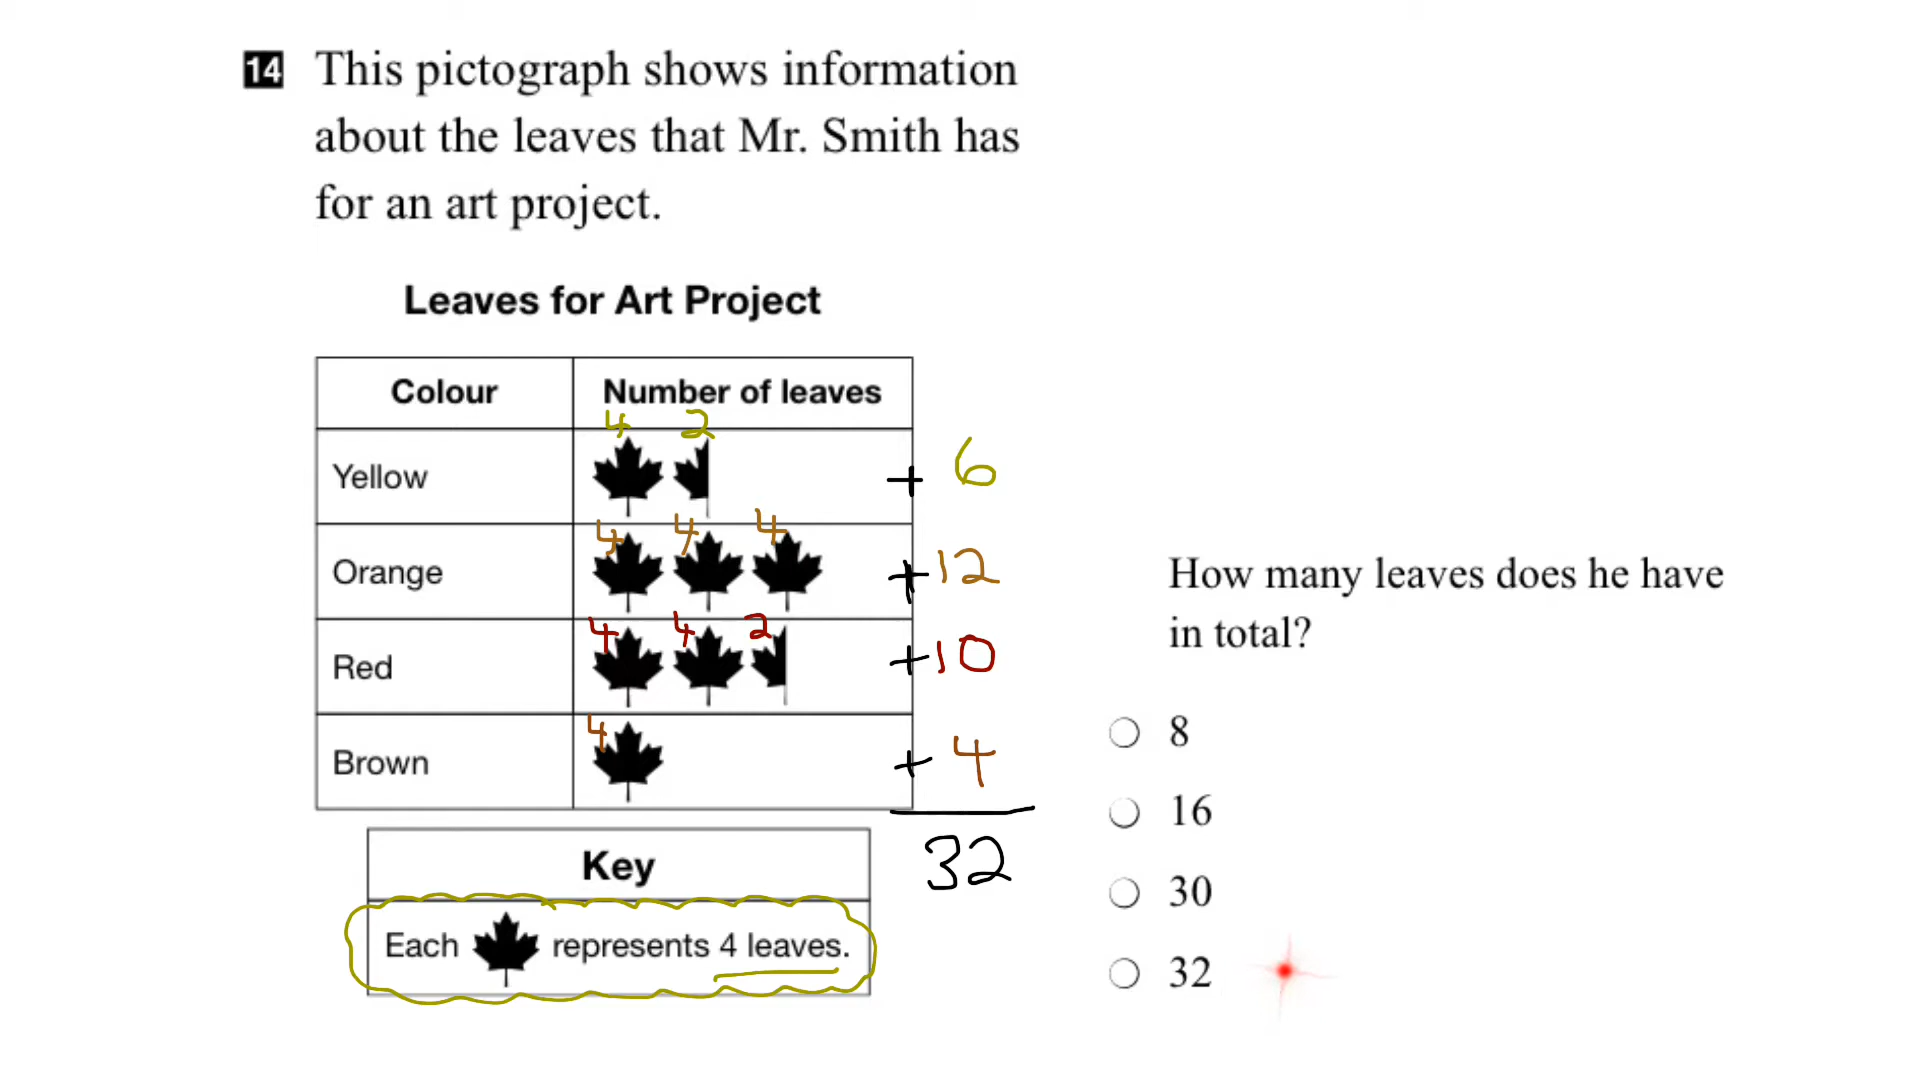 14 This pictograph shows information
about the leaves that Mr. Smith has
for an art project.
Leaves for Art Project
Colour Number of leaves
4 2
Yellow + 6
4 4 4
Orange +12
4 4 2
Red +10
4
Brown + 4
32
Key
Each represents 4 leaves.
How many leaves does he have
in total?
8
16
30
32